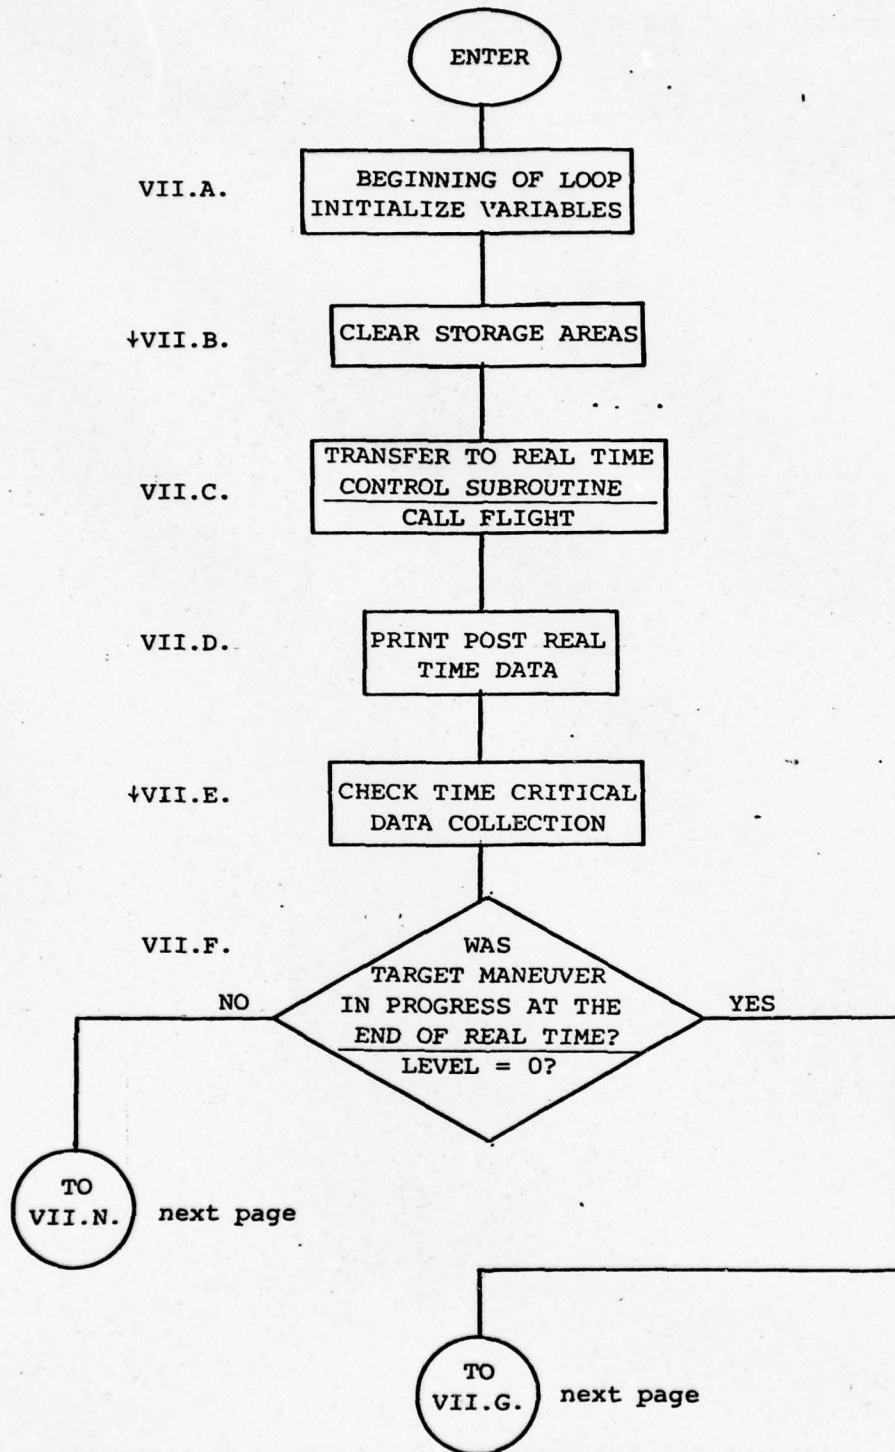 ENTER
VII.A.
BEGINNING OF LOOP
INITIALIZE VARIABLES
↓VII.B.
CLEAR STORAGE AREAS
VII.C.
TRANSFER TO REAL TIME
CONTROL SUBROUTINE
CALL FLIGHT
VII.D.
PRINT POST REAL
TIME DATA
↓VII.E.
CHECK TIME CRITICAL
DATA COLLECTION
VII.F.
WAS
TARGET MANEUVER
IN PROGRESS AT THE
END OF REAL TIME?
LEVEL = 0?
NO
YES
TO
VII.N.
next page
TO
VII.G.
next page